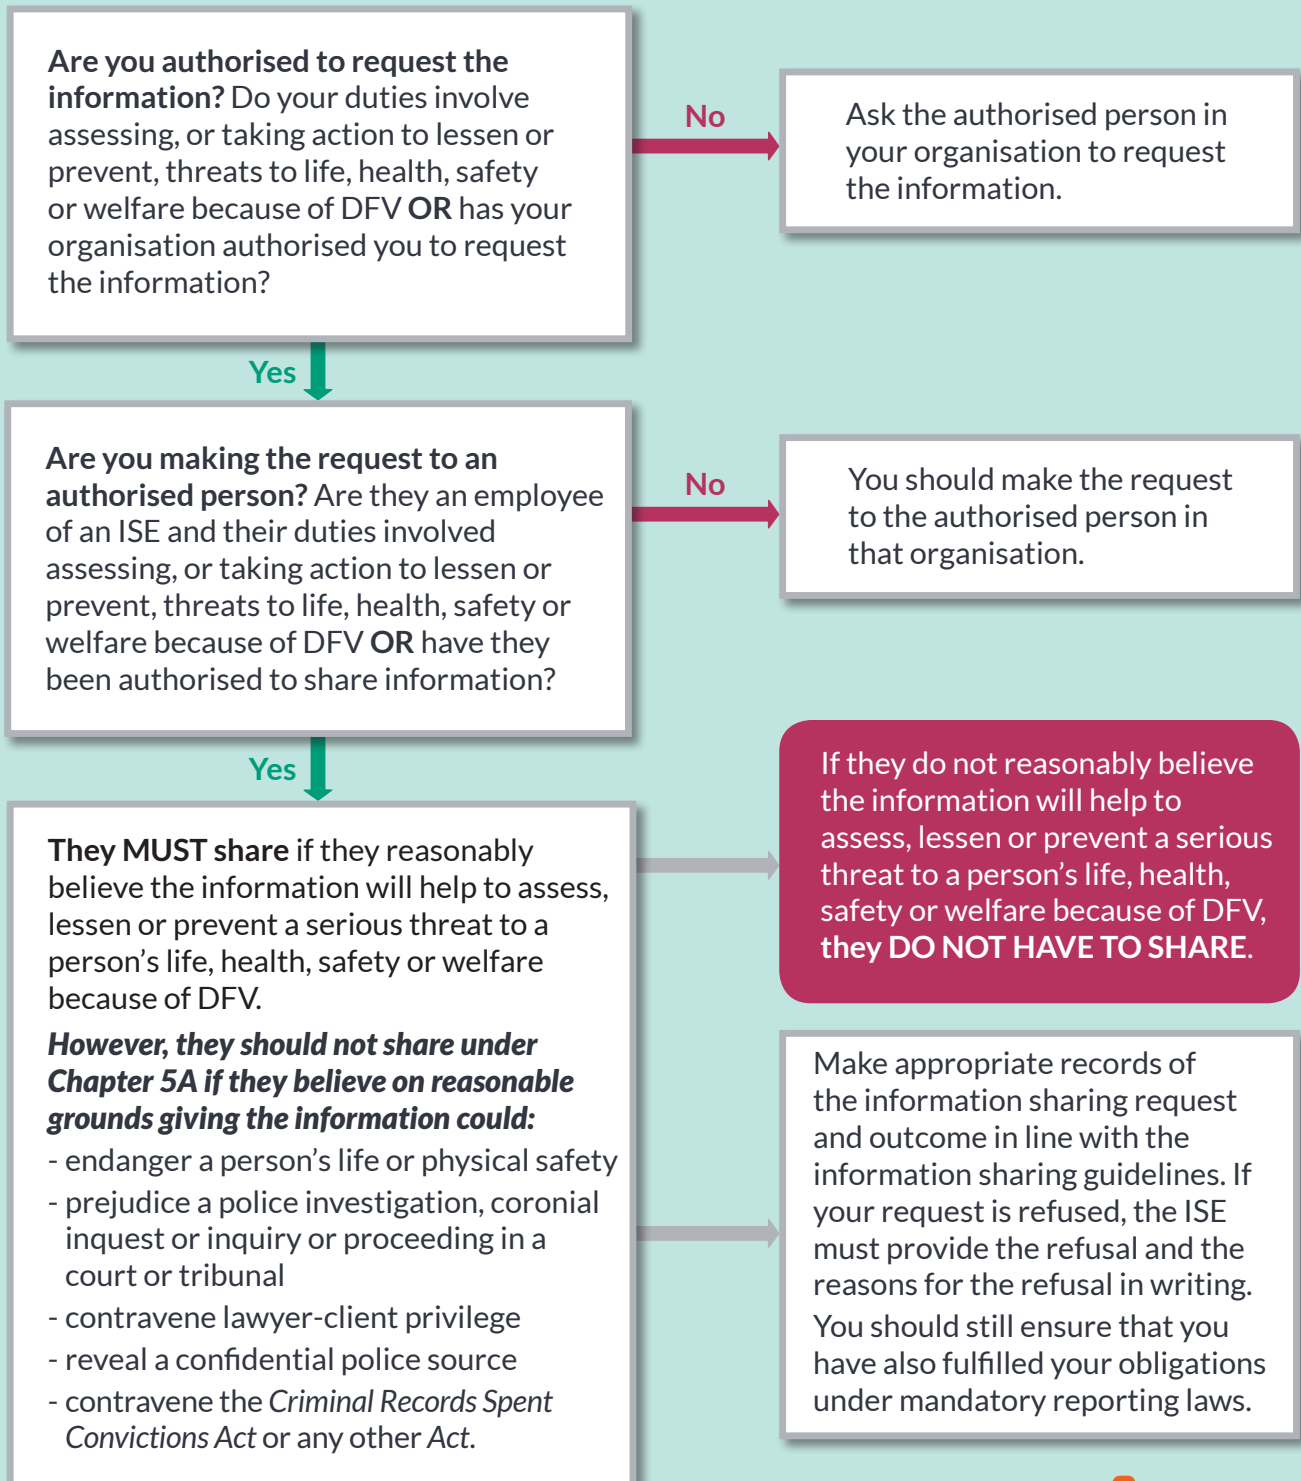 Are you authorised to request the
information? Do your duties involve
assessing, or taking action to lessen or
prevent, threats to life, health, safety
or welfare because of DFV OR has your
organisation authorised you to request
the information?
No
Ask the authorised person in
your organisation to request
the information.
Yes
Are you making the request to an
authorised person? Are they an employee
of an ISE and their duties involved
assessing, or taking action to lessen or
prevent, threats to life, health, safety or
welfare because of DFV OR have they
been authorised to share information?
No
You should make the request
to the authorised person in
that organisation.
Yes
They MUST share if they reasonably
believe the information will help to assess,
lessen or prevent a serious threat to a
person's life, health, safety or welfare
because of DFV.
However, they should not share under
Chapter 5A if they believe on reasonable
grounds giving the information could:
- endanger a person's life or physical safety
- prejudice a police investigation, coronial
inquest or inquiry or proceeding in a
court or tribunal
- contravene lawyer-client privilege
- reveal a confidential police source
- contravene the Criminal Records Spent
Convictions Act or any other Act.
If they do not reasonably believe
the information will help to
assess, lessen or prevent a serious
threat to a person's life, health,
safety or welfare because of DFV,
they DO NOT HAVE TO SHARE.
Make appropriate records of
the information sharing request
and outcome in line with the
information sharing guidelines. If
your request is refused, the ISE
must provide the refusal and the
reasons for the refusal in writing.
You should still ensure that you
have also fulfilled your obligations
under mandatory reporting laws.